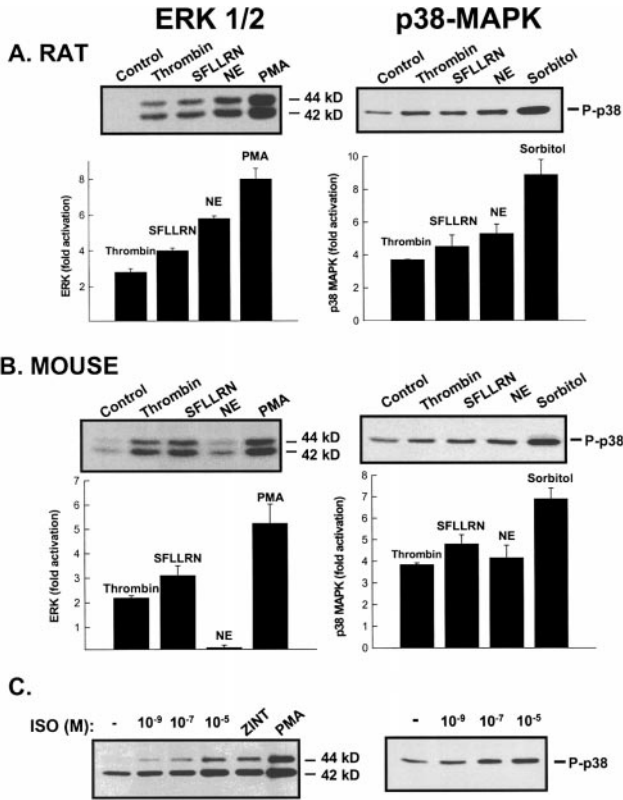 ERK 1/2 p38-MAPK
A. RAT
Control Thrombin SFLLRN NE PMA
Control Thrombin SFLLRN NE Sorbitol
44 kD
42 kD
P-p38
ERK (fold activation)
8
6
4
2
Thrombin
SFLLRN
NE
PMA
p38 MAPK (fold activation)
10
8
6
4
2
0
Thrombin
SFLLRN
NE
Sorbitol
B. MOUSE
Control Thrombin SFLLRN NE PMA
Control Thrombin SFLLRN NE Sorbitol
44 kD
42 kD
P-p38
ERK (fold activation)
7
6
5
4
3
2
1
Thrombin
SFLLRN
NE
PMA
p38 MAPK (fold activation)
8
7
6
5
4
3
2
1
0
Thrombin
SFLLRN
NE
Sorbitol
C.
ISO (M): - 10⁻⁹ 10⁻⁷ 10⁻⁵ ZINT PMA
44 kD
42 kD
- 10⁻⁹ 10⁻⁷ 10⁻⁵
P-p38